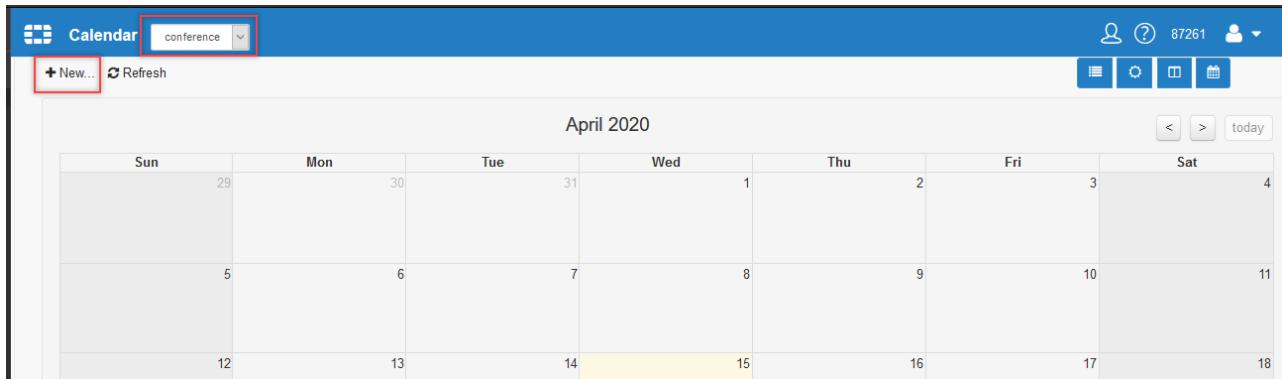 Calendar conference 87261
New... Refresh
April 2020
< > today
Sun Mon Tue Wed Thu Fri Sat
29 30 31 1 2 3 4
5 6 7 8 9 10 11
12 13 14 15 16 17 18